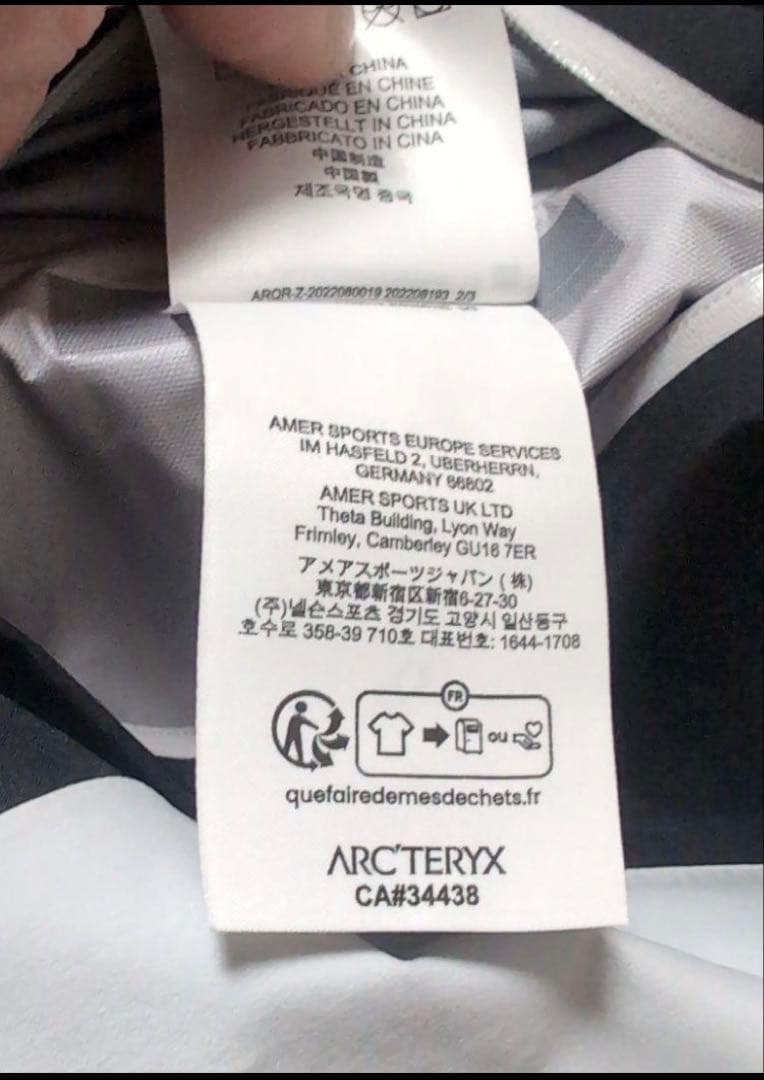 CHINA
EN CHINE
FABRICADO EN CHINA
HERGESTELLT IN CHINA
FABBRICATO IN CINA
中国制造
中国製
제조국명 중국
ARQR-Z-2022080019 202208193 2/3
AMER SPORTS EUROPE SERVICES
IM HASFELD 2, UBERHERRN,
GERMANY 66802
AMER SPORTS UK LTD
Theta Building, Lyon Way
Frimley, Camberley GU16 7ER
アメアスポーツジャパン (株)
東京都新宿区新宿6-27-30
(주)넬슨스포츠 경기도 고양시 일산동구
호수로 358-39 710호 대표번호: 1644-1708
FR
ou
quefairedemesdechets.fr
ARC'TERYX
CA#34438